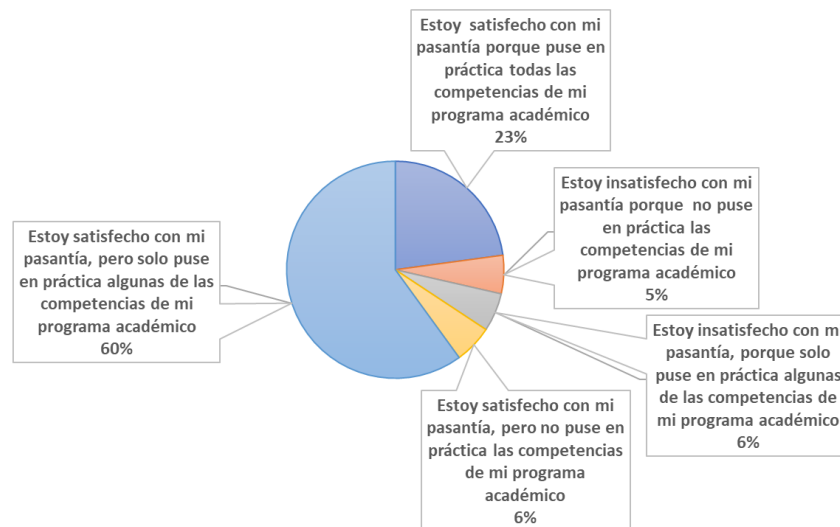 Estoy satisfecho con mi
pasantía porque puse en
práctica todas las
competencias de mi
programa académico
23%
Estoy insatisfecho con mi
pasantía porque no puse
en práctica las
competencias de mi
programa académico
5%
Estoy satisfecho con mi
pasantía, pero solo puse
en práctica algunas de las
competencias de mi
programa académico
60%
Estoy insatisfecho con mi
pasantía, porque solo
puse en práctica algunas
de las competencias de
mi programa académico
6%
Estoy satisfecho con mi
pasantía, pero no puse en
práctica las competencias
de mi programa
académico
6%